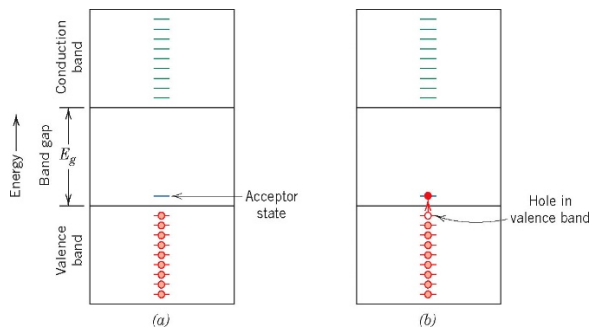 Energy
Conduction
band
Band gap
E_g
Valence
band
Acceptor
state
Hole in
valence band
(a)
(b)